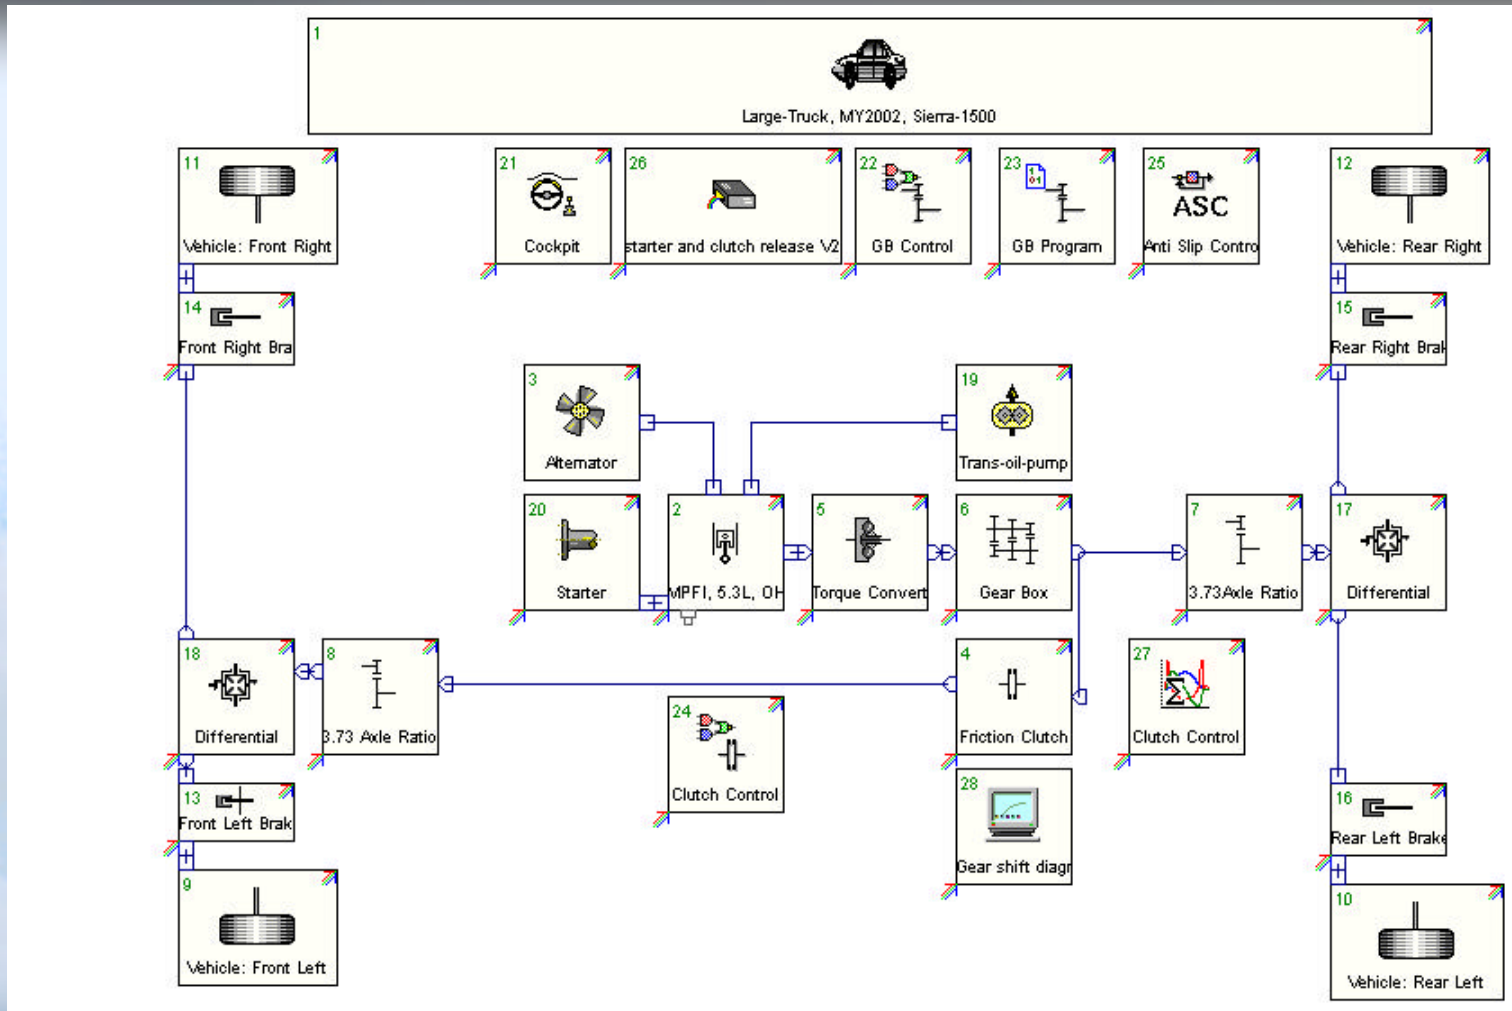 1
Large-Truck, MY2002, Sierra-1500
11
Vehicle: Front Right
21
Cockpit
26
starter and clutch release V2
22
GB Control
23
GB Program
25
ASC
Anti Slip Contro
12
Vehicle: Rear Right
14
Front Right Bra
15
Rear Right Brak
3
Alternator
19
Trans-oil-pump
20
Starter
2
MPFI, 5.3L, OH
5
Torque Convert
6
Gear Box
7
3.73Axle Ratio
17
Differential
18
Differential
8
3.73 Axle Ratio
24
Clutch Control
4
Friction Clutch
27
Clutch Control
28
Gear shift diagr
13
Front Left Brak
16
Rear Left Brake
9
Vehicle: Front Left
10
Vehicle: Rear Left